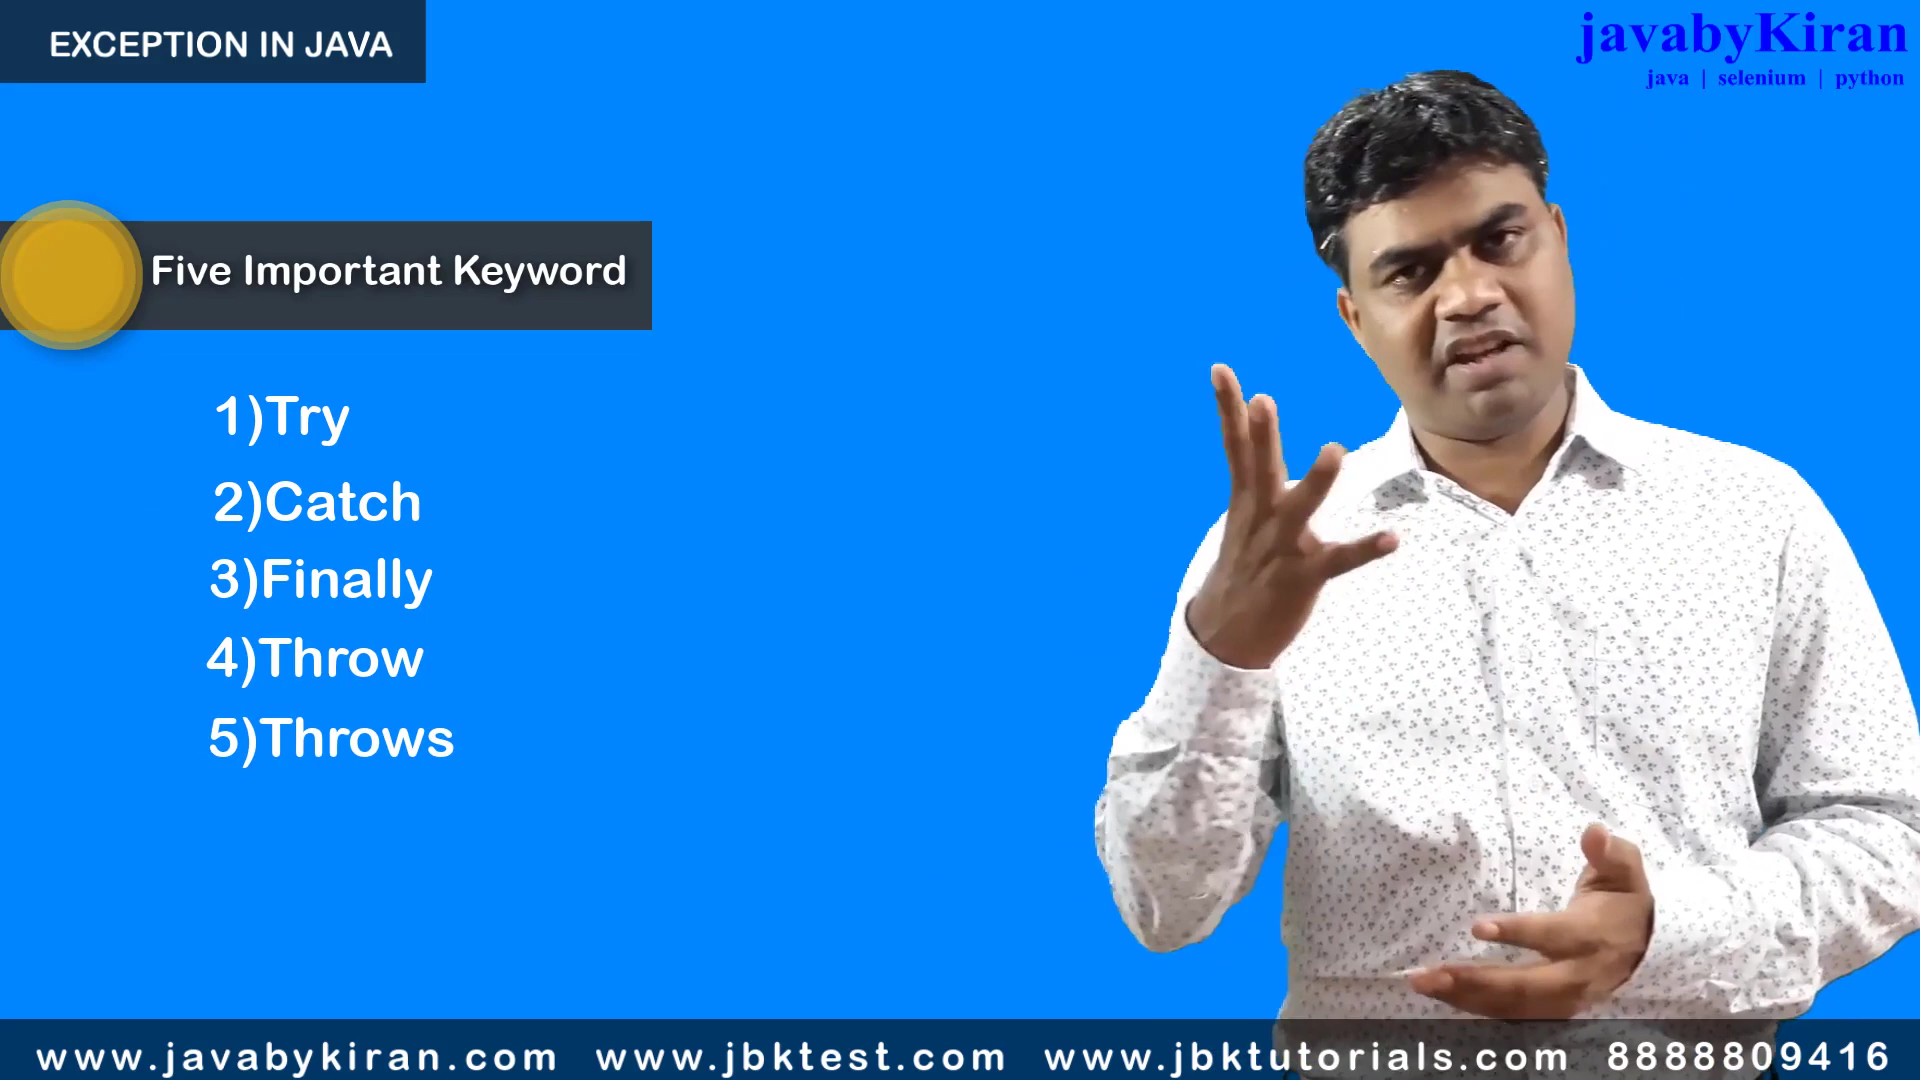 EXCEPTION IN JAVA
javabyKiran
java | selenium | python
Five Important Keyword
1)Try
2)Catch
3)Finally
4)Throw
5)Throws
www.javabykiran.com www.jbktest.com www.jbktutorials.com 8888809416